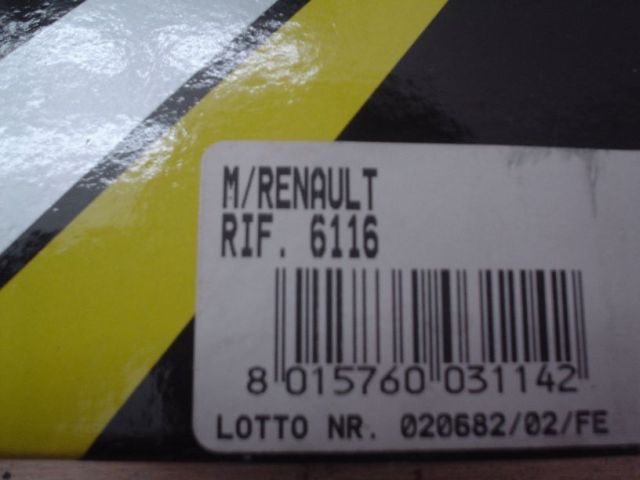 M/RENAULT
RIF. 6116
8 015760 031142
LOTTO NR. 020682/02/FE